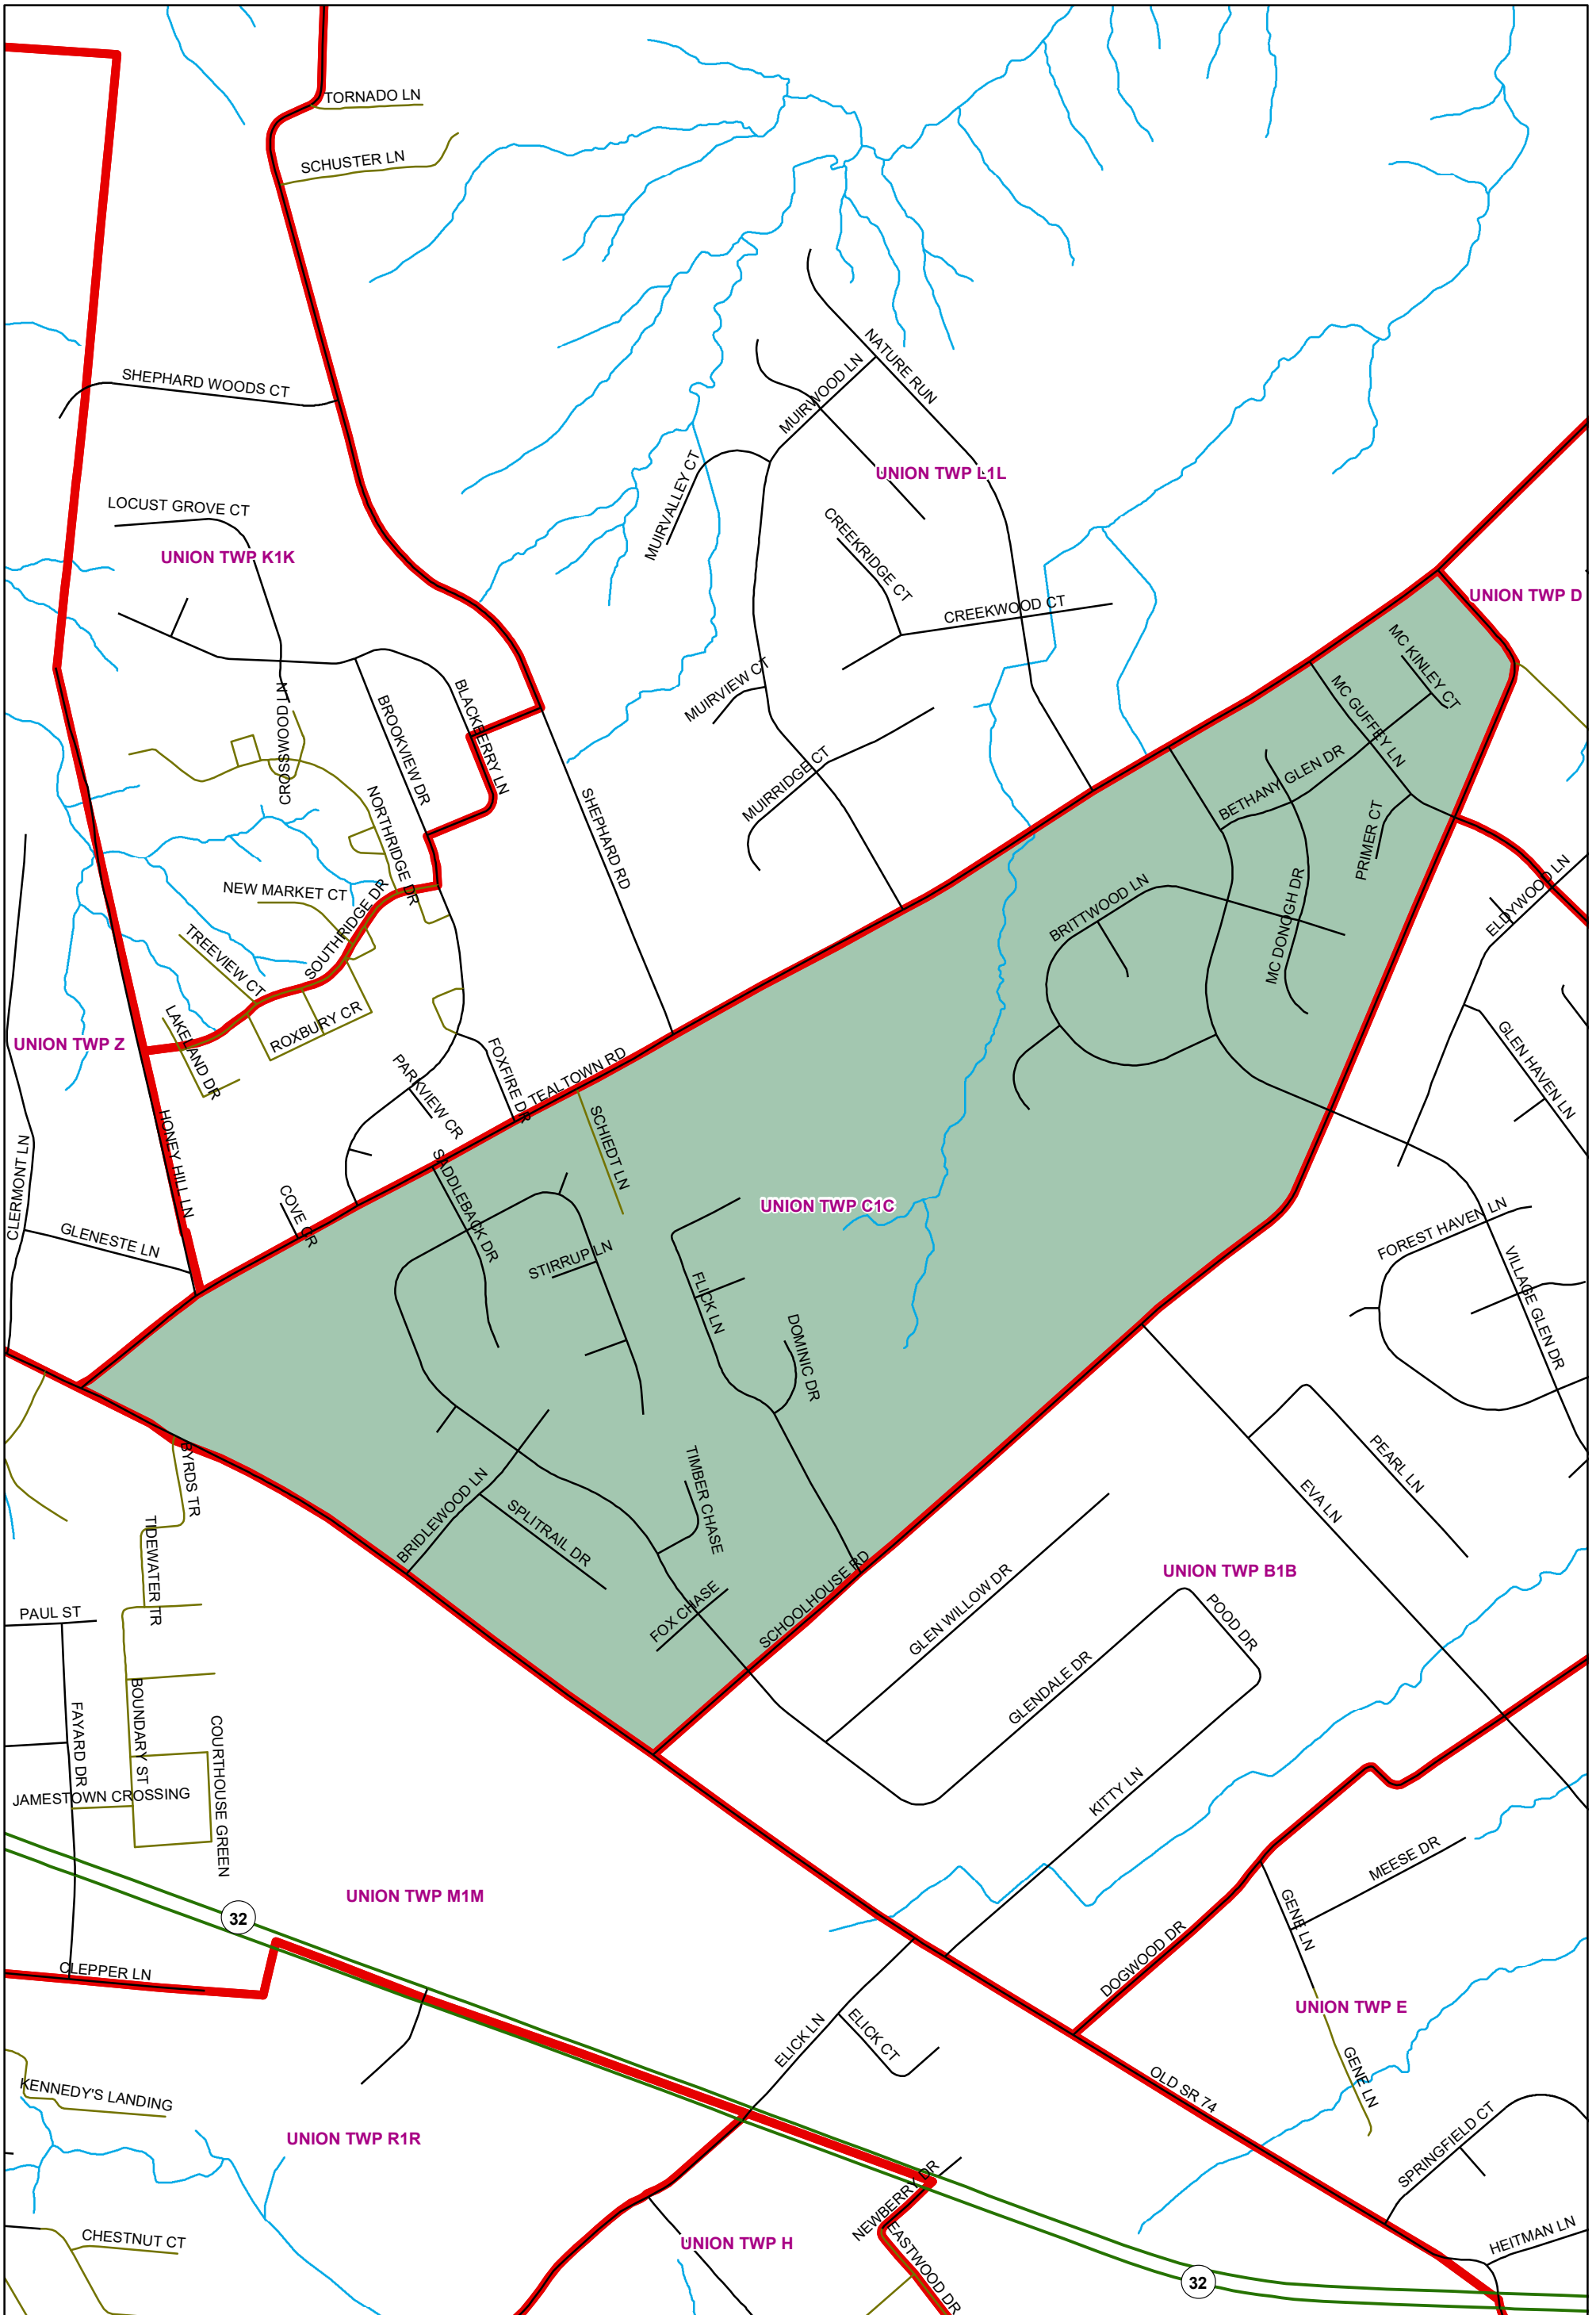 TORNADO LN
SCHUSTER LN
SHEPHARD WOODS CT
NATURE RUN
MUIRWOOD LN
UNION TWP L1L
MUIRVALLEY CT
LOCUST GROVE CT
CREEKRIDGE CT
UNION TWP K1K
UNION TWP D
CREEKWOOD CT
MC KINLEY CT
MUIRVIEW CT
MC GUFFEY LN
BLACKBERRY LN
CROSSWOOD LN
BROOKVIEW DR
BETHANY GLEN DR
MUIRRIDGE CT
NORTHRIDGE DR
SHEPHARD RD
PRIMER CT
ELDYWOOD LN
NEW MARKET CT
BRITTWOOD LN
SOUTHRIDGE DR
TREEVIEW CT
MC DONOGH DR
LAKELAND DR
ROXBURY CR
UNION TWP Z
GLEN HAVEN LN
FOXFIRE DR
TEALTOWN RD
PARKVIEW CR
SCHIEDT LN
HONEY HILL LN
CLERMONT LN
SADDLEBACK DR
COVE CR
UNION TWP C1C
GLENESTE LN
FOREST HAVEN LN
STIRRUP LN
VILLAGE GLEN DR
FLICK LN
DOMINIC DR
BYRDS TR
TIMBER CHASE
PEARL LN
BRIDLEWOOD LN
SPLITRAIL DR
EVA LN
TIDEWATER TR
SCHOOLHOUSE RD
UNION TWP B1B
PAUL ST
FOX CHASE
GLEN WILLOW DR
POOD DR
GLENDALE DR
BOUNDARY ST
FAYARD DR
COURTHOUSE GREEN
JAMESTOWN CROSSING
KITTY LN
MEESE DR
UNION TWP M1M
32
GENE LN
CLEPPER LN
DOGWOOD DR
UNION TWP E
ELICK LN
ELICK CT
GENE LN
OLD SR 74
KENNEDY'S LANDING
UNION TWP R1R
SPRINGFIELD CT
NEWBERRY DR
CHESTNUT CT
UNION TWP H
EASTWOOD DR
HEITMAN LN
32